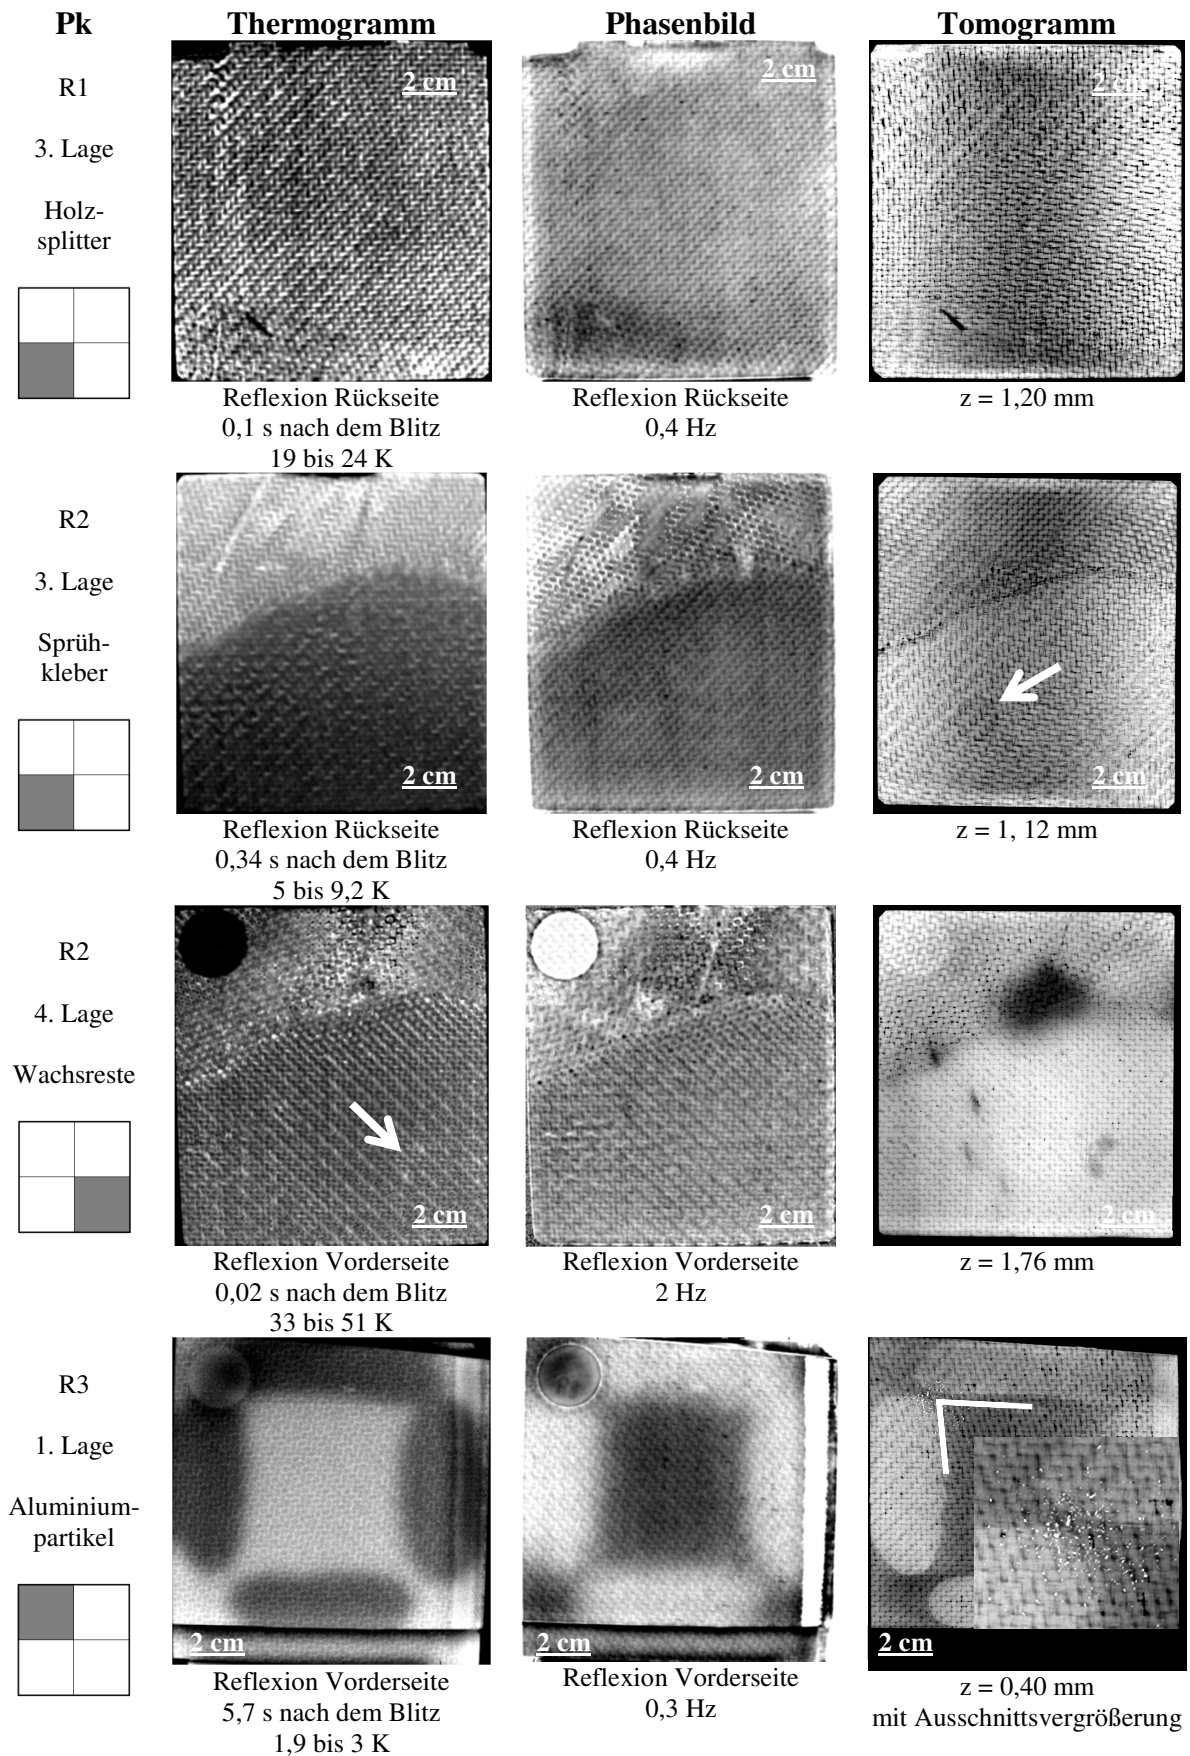 Pk Thermogramm Phasenbild Tomogramm
R1
3. Lage
Holz-
splitter
2 cm
2 cm
2 cm
Reflexion Rückseite
0,1 s nach dem Blitz
19 bis 24 K
Reflexion Rückseite
0,4 Hz
z = 1,20 mm
R2
3. Lage
Sprüh-
kleber
2 cm
2 cm
2 cm
Reflexion Rückseite
0,34 s nach dem Blitz
5 bis 9,2 K
Reflexion Rückseite
0,4 Hz
z = 1, 12 mm
R2
4. Lage
Wachsreste
2 cm
2 cm
2 cm
Reflexion Vorderseite
0,02 s nach dem Blitz
33 bis 51 K
Reflexion Vorderseite
2 Hz
z = 1,76 mm
R3
1. Lage
Aluminium-
partikel
2 cm
2 cm
2 cm
Reflexion Vorderseite
5,7 s nach dem Blitz
1,9 bis 3 K
Reflexion Vorderseite
0,3 Hz
z = 0,40 mm
mit Ausschnittsvergrößerung